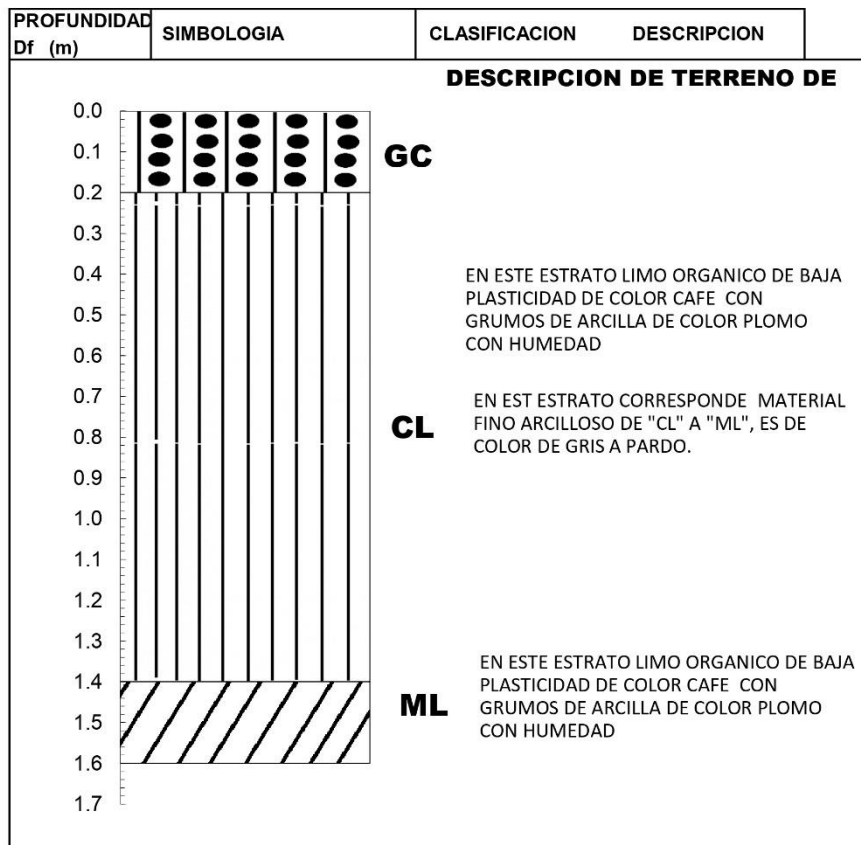 PROFUNDIDAD
Df (m)
SIMBOLOGIA
CLASIFICACION
DESCRIPCION
DESCRIPCION DE TERRENO DE
0.0
0.1
GC
0.2
0.3
0.4
EN ESTE ESTRATO LIMO ORGANICO DE BAJA
PLASTICIDAD DE COLOR CAFE CON
GRUMOS DE ARCILLA DE COLOR PLOMO
CON HUMEDAD
0.5
0.6
0.7
EN EST ESTRATO CORRESPONDE MATERIAL
FINO ARCILLOSO DE "CL" A "ML", ES DE
COLOR DE GRIS A PARDO.
CL
0.8
0.9
1.0
1.1
1.2
1.3
1.4
EN ESTE ESTRATO LIMO ORGANICO DE BAJA
PLASTICIDAD DE COLOR CAFE CON
GRUMOS DE ARCILLA DE COLOR PLOMO
CON HUMEDAD
ML
1.5
1.6
1.7